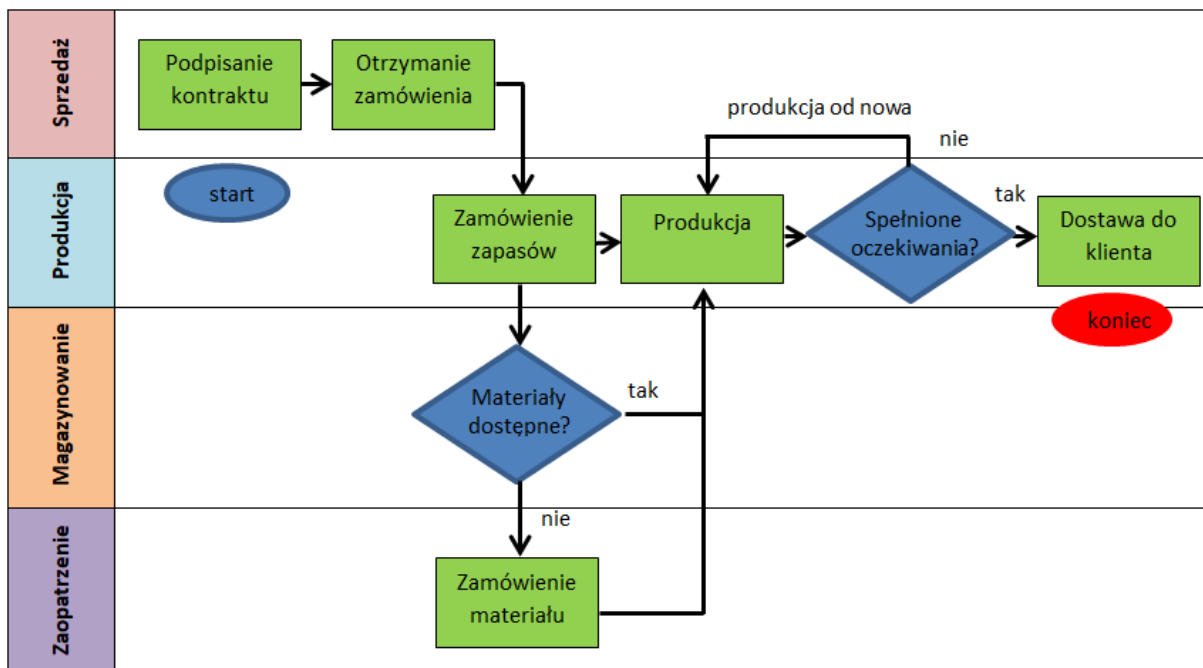 Sprzedaż
Podpisanie
kontraktu
Otrzymanie
zamówienia
produkcja od nowa
nie
Produkcja
start
Zamówienie
zapasów
Produkcja
Spełnione
oczekiwania?
tak
Dostawa do
klienta
koniec
Magazynowanie
Materiały
dostępne?
tak
nie
Zaopatrzenie
Zamówienie
materiału